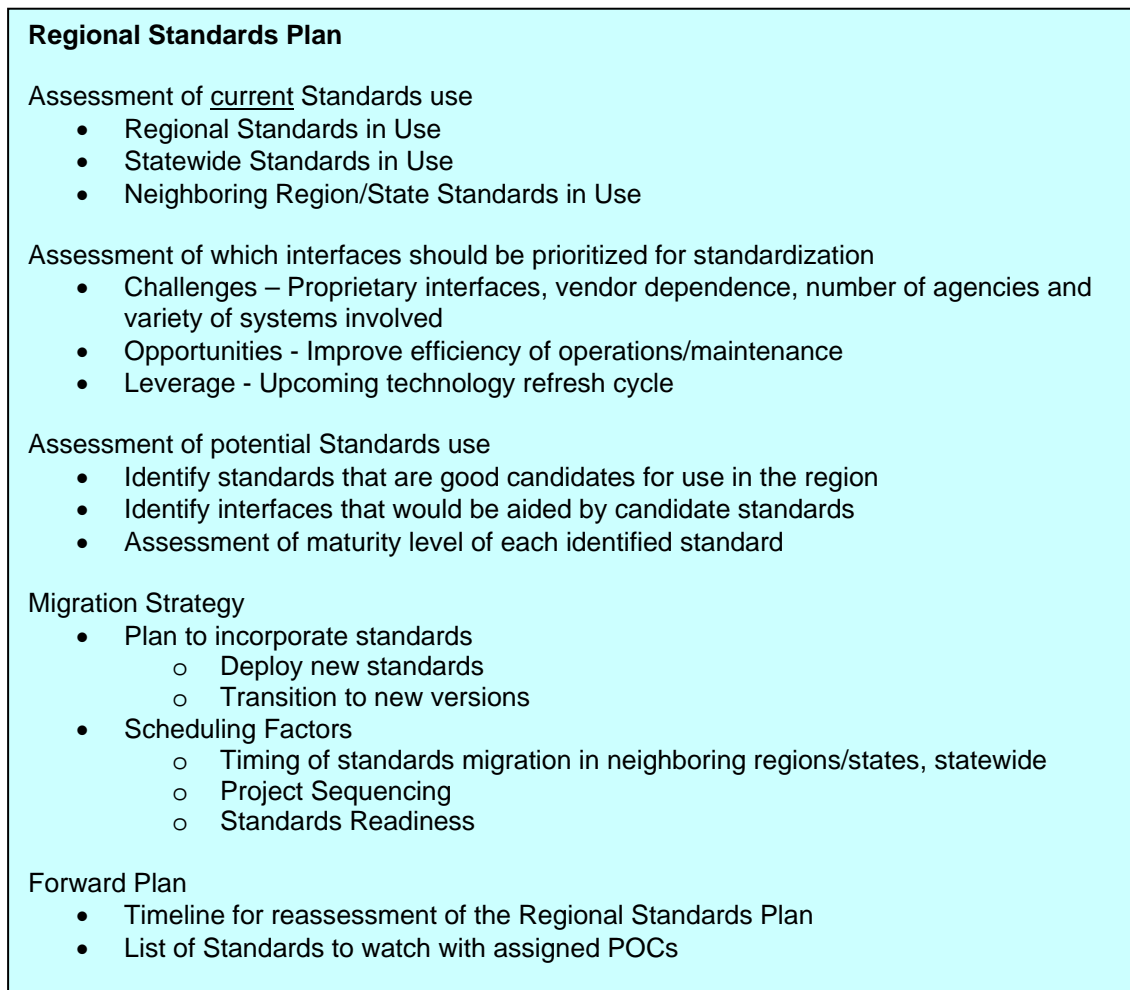 Regional Standards Plan
Assessment of current Standards use
• Regional Standards in Use
• Statewide Standards in Use
• Neighboring Region/State Standards in Use
Assessment of which interfaces should be prioritized for standardization
• Challenges – Proprietary interfaces, vendor dependence, number of agencies and
variety of systems involved
• Opportunities - Improve efficiency of operations/maintenance
• Leverage - Upcoming technology refresh cycle
Assessment of potential Standards use
• Identify standards that are good candidates for use in the region
• Identify interfaces that would be aided by candidate standards
• Assessment of maturity level of each identified standard
Migration Strategy
• Plan to incorporate standards
o Deploy new standards
o Transition to new versions
• Scheduling Factors
o Timing of standards migration in neighboring regions/states, statewide
o Project Sequencing
o Standards Readiness
Forward Plan
• Timeline for reassessment of the Regional Standards Plan
• List of Standards to watch with assigned POCs